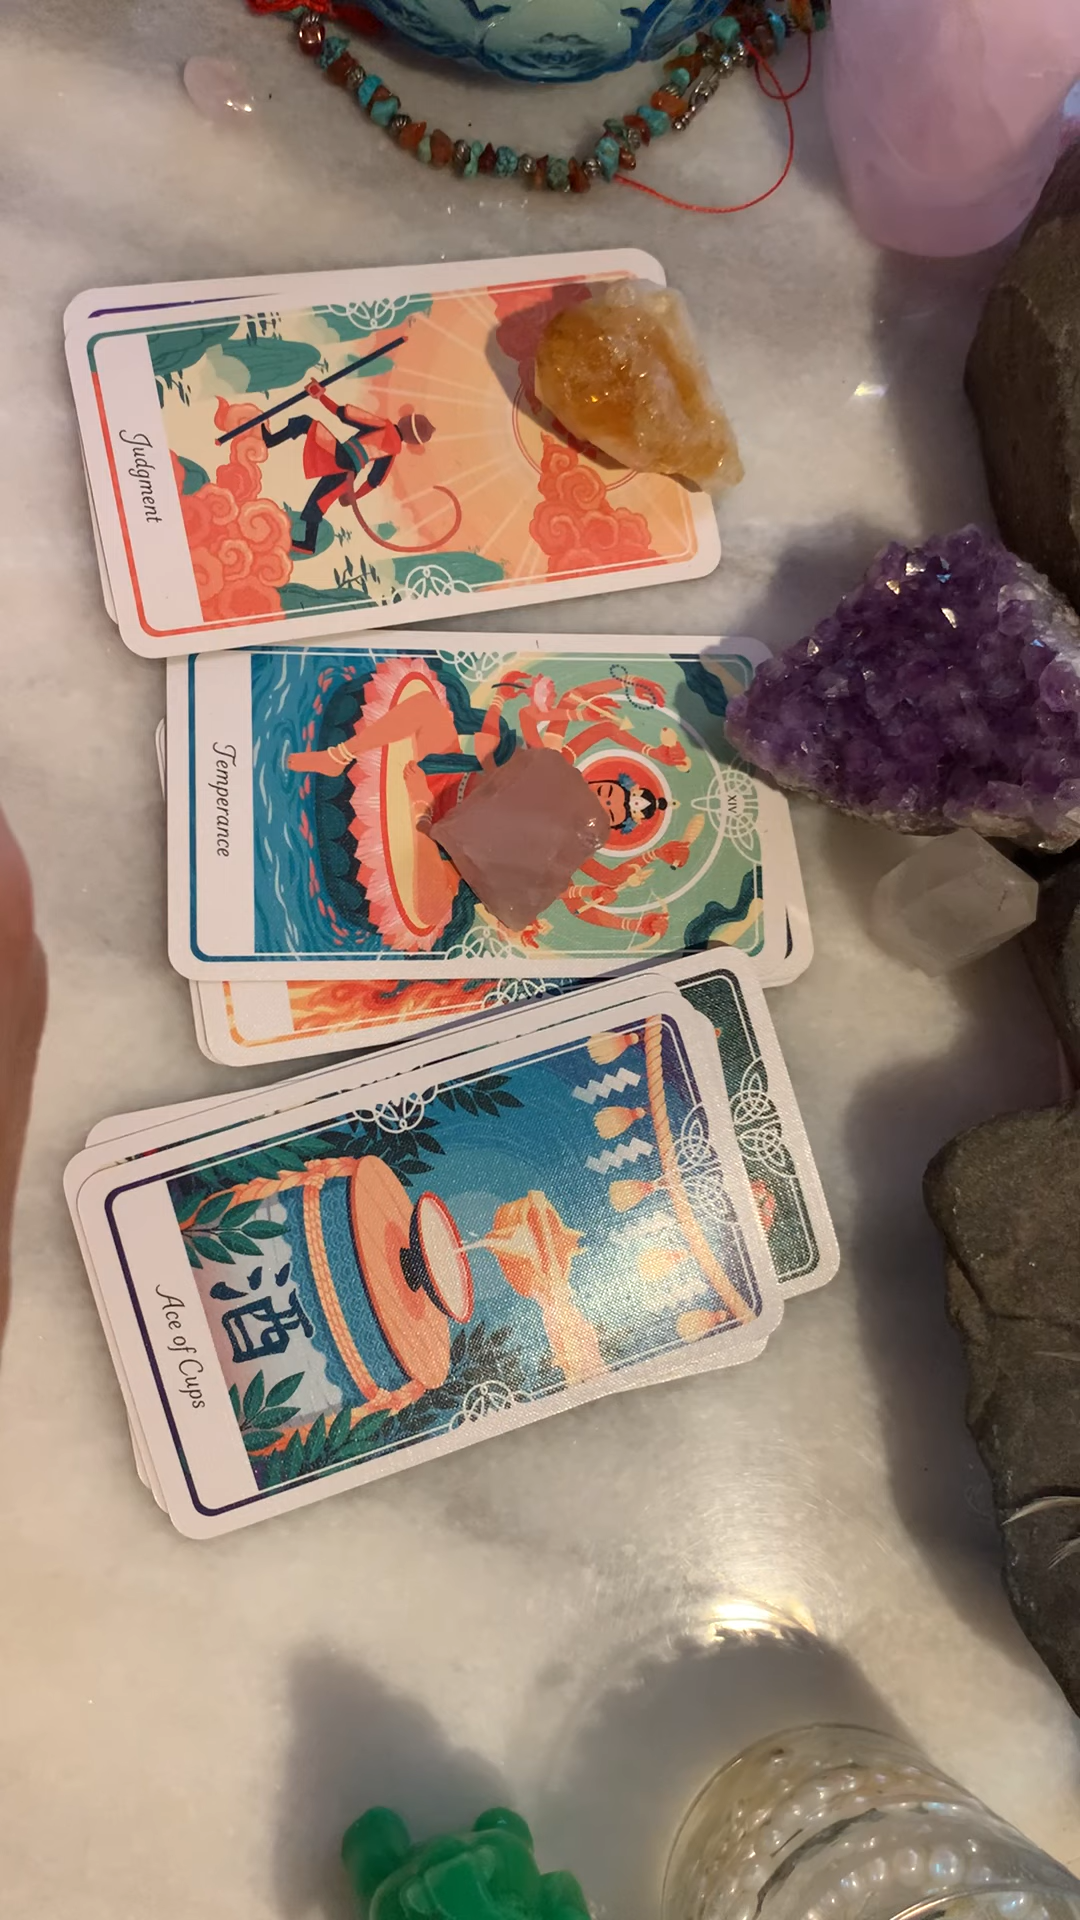 Judgment
Temperance
XIV
Ace of Cups
酒